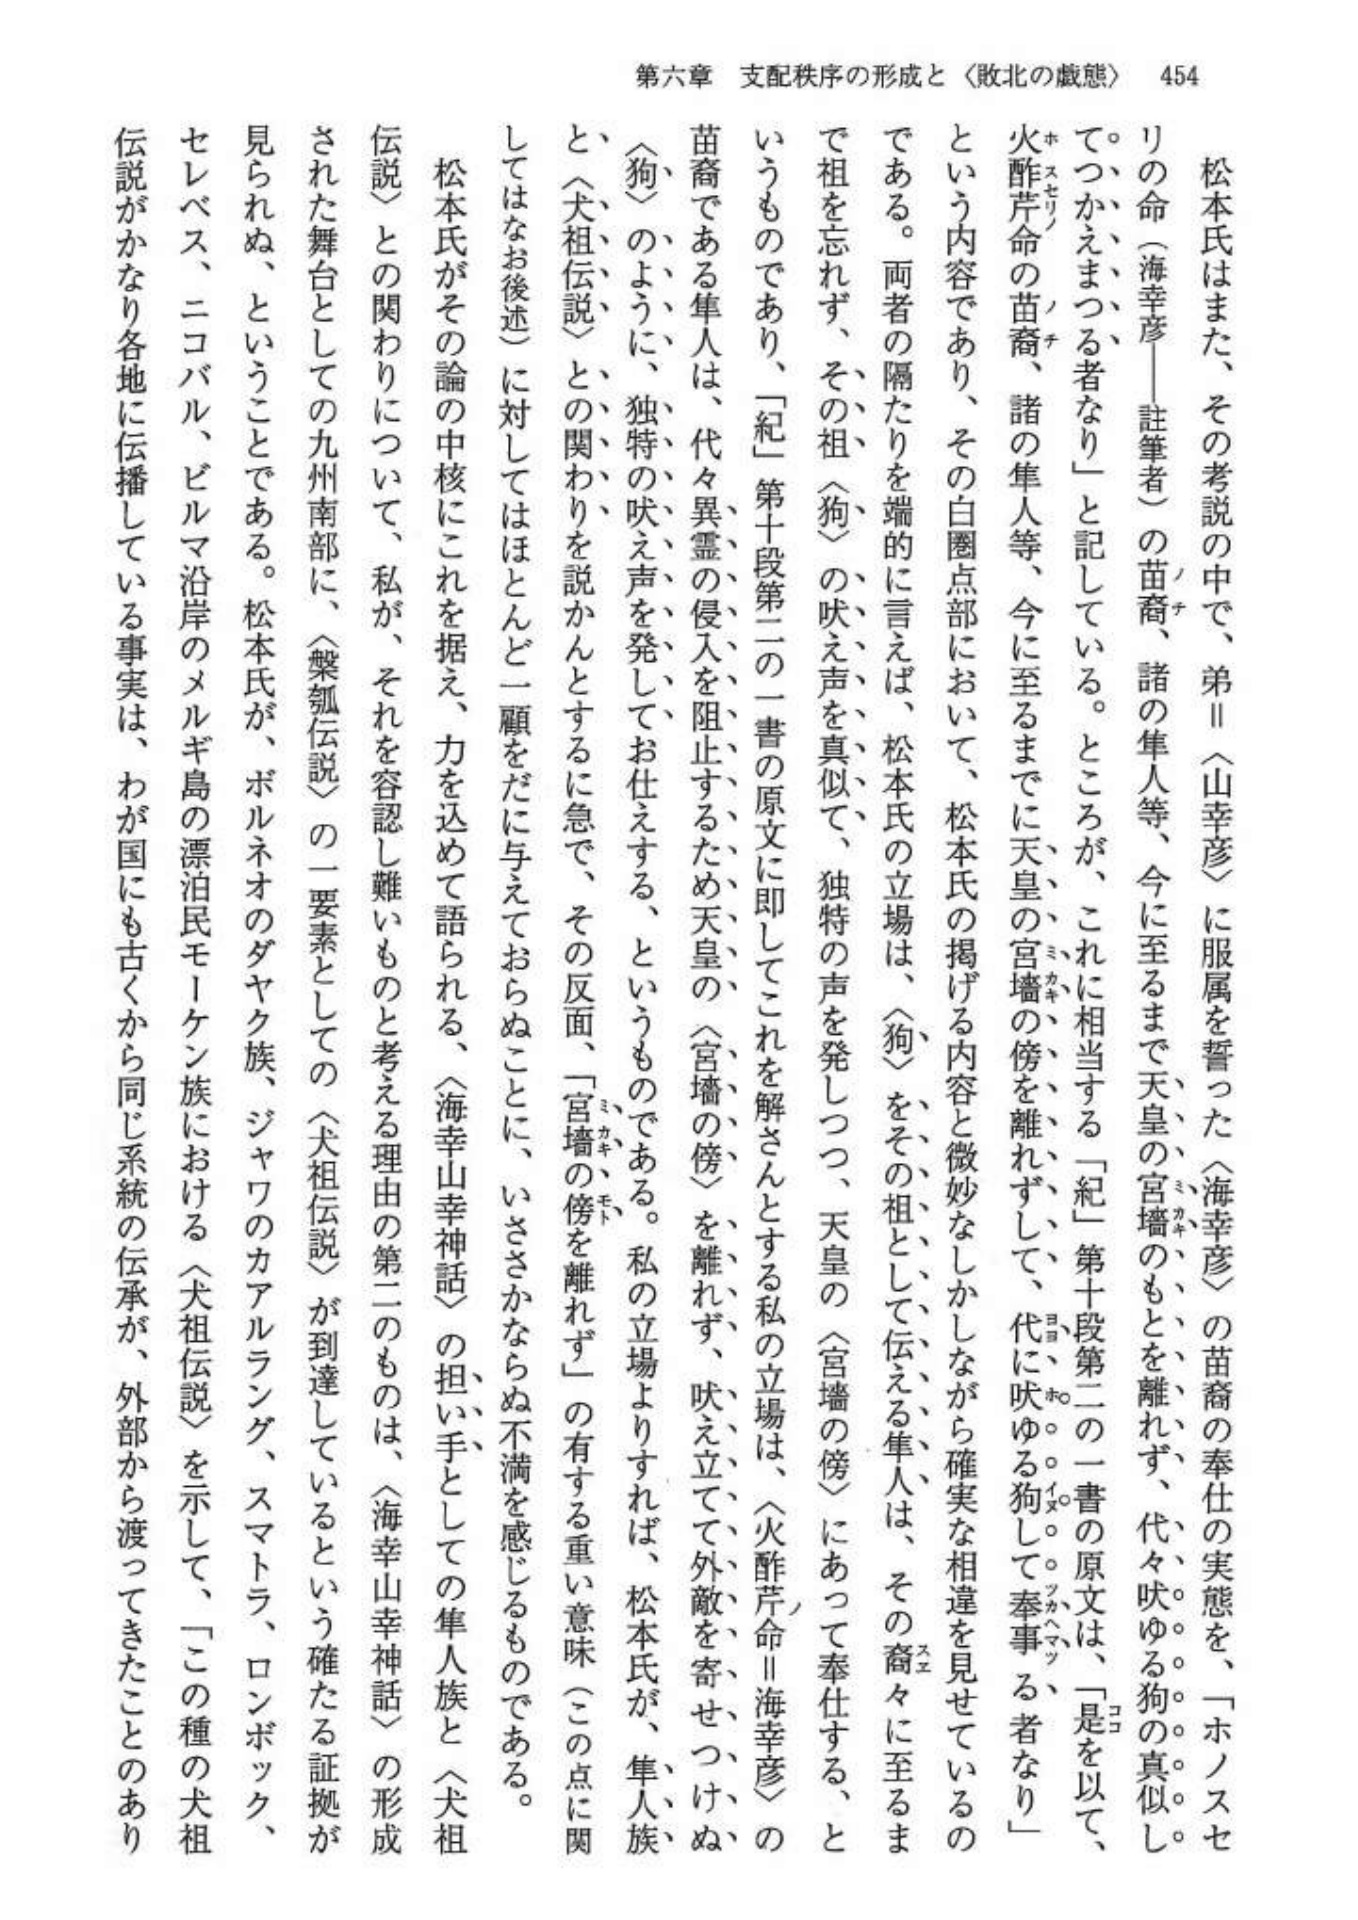 第六章　支配秩序の形成と〈敗北の戯態〉　454
　松本氏はまた、その考説の中で、弟＝〈山幸彦〉に服属を誓った〈海幸彦〉の苗裔の奉仕の実態を、「ホノスセ
リの命（海幸彦――註筆者）の苗裔、諸の隼人等、今に至るまで天皇の宮墻のもとを離れず、代々吠ゆる狗の真似し
てつかえまつる者なり」と記している。ところが、これに相当する「紀」第十段第二の一書の原文は、「是を以て、
火酢芹命の苗裔、諸の隼人等、今に至るまでに天皇の宮墻の傍を離れずして、代に吠ゆる狗して奉事る者なり」
という内容であり、その白圏点部において、松本氏の掲げる内容と微妙なしかしながら確実な相違を見せているの
である。両者の隔たりを端的に言えば、松本氏の立場は、〈狗〉をその祖として伝える隼人は、その裔々に至るま
で祖を忘れず、その祖〈狗〉の吠え声を真似て、独特の声を発しつつ、天皇の〈宮墻の傍〉にあって奉仕する、と
いうものであり、「紀」第十段第二の一書の原文に即してこれを解さんとする私の立場は、〈火酢芹ノ命＝海幸彦〉の
苗裔である隼人は、代々異霊の侵入を阻止するため天皇の〈宮墻の傍〉を離れず、吠え立てて外敵を寄せつけぬ
〈狗〉のように、独特の吠え声を発してお仕えする、というものである。私の立場よりすれば、松本氏が、隼人族
と〈犬祖伝説〉との関わりを説かんとするに急で、その反面、「宮墻の傍を離れず」の有する重い意味（この点に関
してはなお後述）に対してはほとんど一顧をだに与えておらぬことに、いささかならぬ不満を感じるものである。
　松本氏がその論の中核にこれを据え、力を込めて語られる、〈海幸山幸神話〉の担い手としての隼人族と〈犬祖
伝説〉との関わりについて、私が、それを容認し難いものと考える理由の第二のものは、〈海幸山幸神話〉の形成
された舞台としての九州南部に、〈槃瓠伝説〉の一要素としての〈犬祖伝説〉が到達しているという確たる証拠が
見られぬ、ということである。松本氏が、ボルネオのダヤク族、ジャワのカアルラング、スマトラ、ロンボック、
セレベス、ニコバル、ビルマ沿岸のメルギ島の漂泊民モーケン族における〈犬祖伝説〉を示して、「この種の犬祖
伝説がかなり各地に伝播している事実は、わが国にも古くから同じ系統の伝承が、外部から渡ってきたことのあり